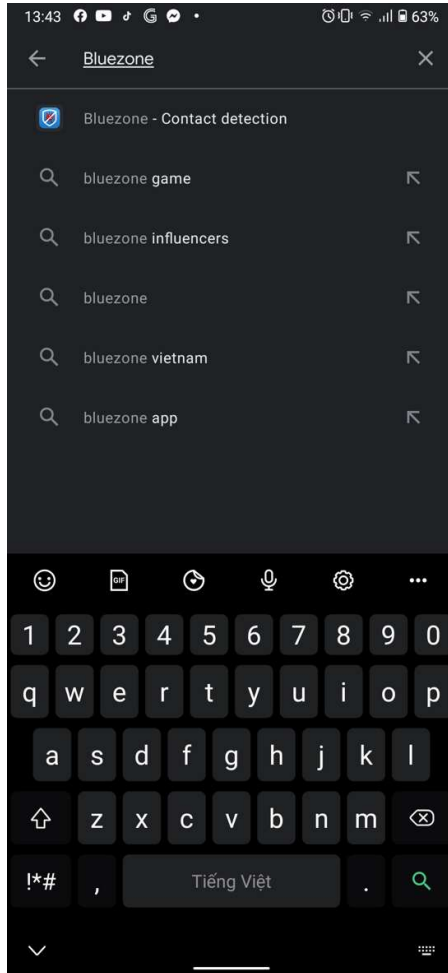 13:43 63%
Bluezone
Bluezone - Contact detection
bluezone game
bluezone influencers
bluezone
bluezone vietnam
bluezone app
GIF
1 2 3 4 5 6 7 8 9 0
q w e r t y u i o p
a s d f g h j k l
z x c v b n m
!*# , Tiếng Việt .